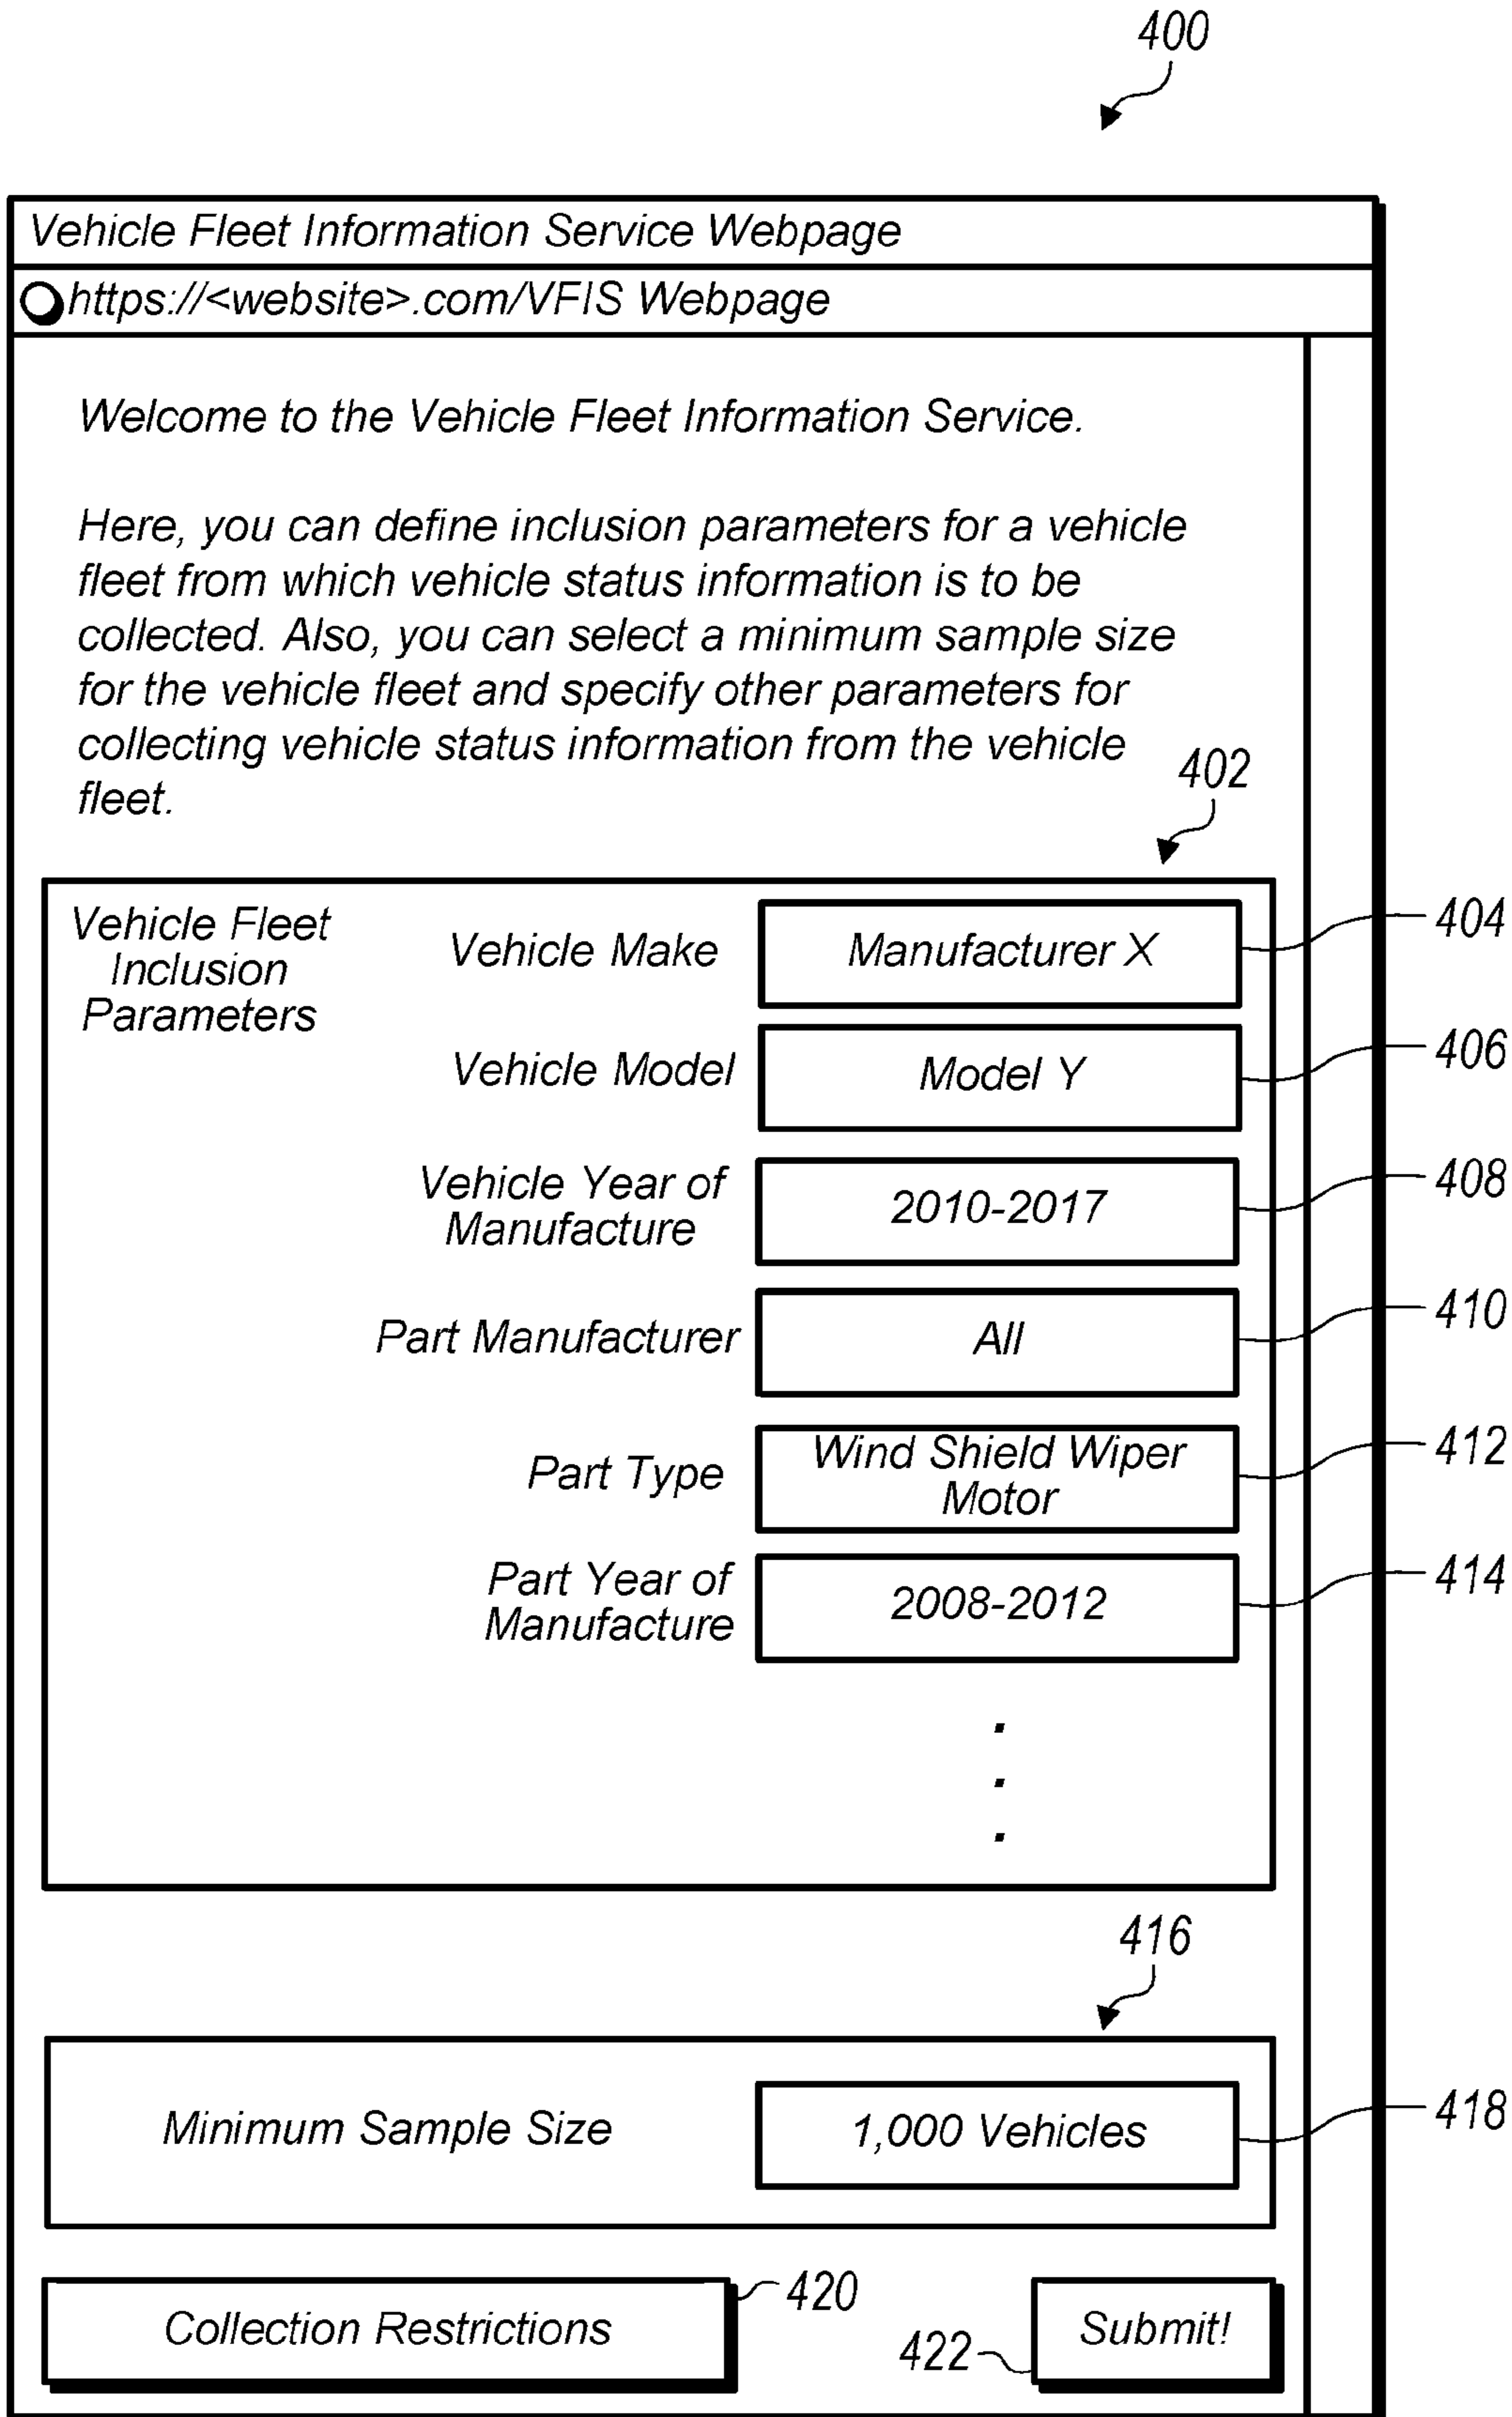 400
Vehicle Fleet Information Service Webpage
https://<website>.com/VFIS Webpage
Welcome to the Vehicle Fleet Information Service.
Here, you can define inclusion parameters for a vehicle
fleet from which vehicle status information is to be
collected. Also, you can select a minimum sample size
for the vehicle fleet and specify other parameters for
collecting vehicle status information from the vehicle
fleet.
402
Vehicle Fleet
Inclusion
Parameters
Vehicle Make
Manufacturer X
404
Vehicle Model
Model Y
406
Vehicle Year of
Manufacture
2010-2017
408
Part Manufacturer
All
410
Part Type
Wind Shield Wiper
Motor
412
Part Year of
Manufacture
2008-2012
414
416
Minimum Sample Size
1,000 Vehicles
418
Collection Restrictions
420
422
Submit!